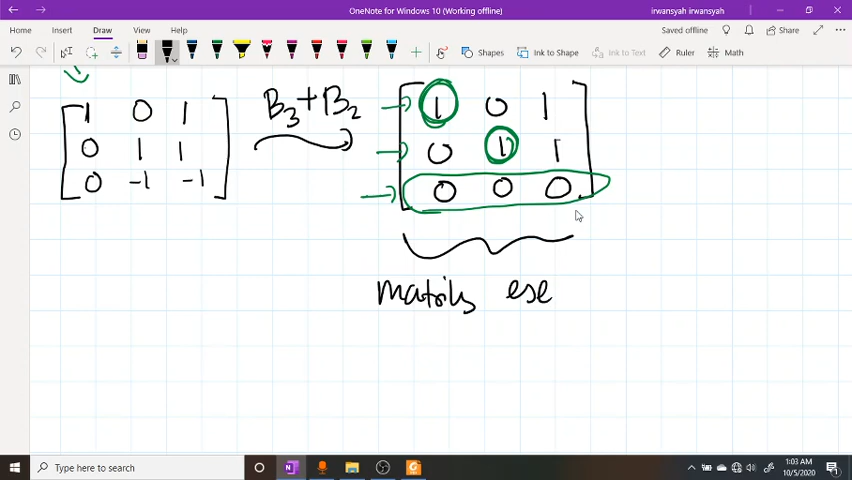 OneNote for Windows 10 (Working offline)
irwansyah irwansyah
Home Insert Draw View Help Saved offline Share
Shapes Ink to Shape Ink to Text Ruler Math
1 0 1 B3+B2 1 0 1
0 1 1 0 1 1
0 -1 -1 0 0 0
matriks ese
Type here to search
1:03 AM
10/5/2020